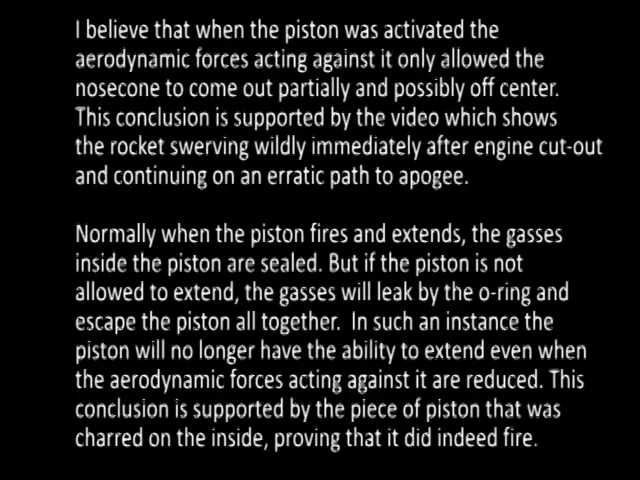 I believe that when the piston was activated the
aerodynamic forces acting against it only allowed the
nosecone to come out partially and possibly off center.
This conclusion is supported by the video which shows
the rocket swerving wildly immediately after engine cut-out
and continuing on an erratic path to apogee.
Normally when the piston fires and extends, the gasses
inside the piston are sealed. But if the piston is not
allowed to extend, the gasses will leak by the o-ring and
escape the piston all together. In such an instance the
piston will no longer have the ability to extend even when
the aerodynamic forces acting against it are reduced. This
conclusion is supported by the piece of piston that was
charred on the inside, proving that it did indeed fire.